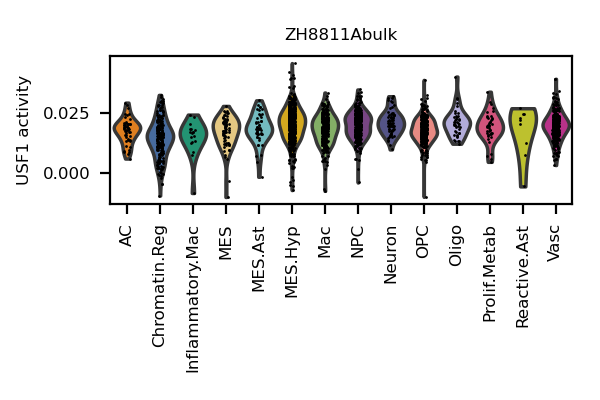 ZH8811Abulk
USF1 activity
0.025
0.000
AC
Chromatin.Reg
Inflammatory.Mac
MES
MES.Ast
MES.Hyp
Mac
NPC
Neuron
OPC
Oligo
Prolif.Metab
Reactive.Ast
Vasc